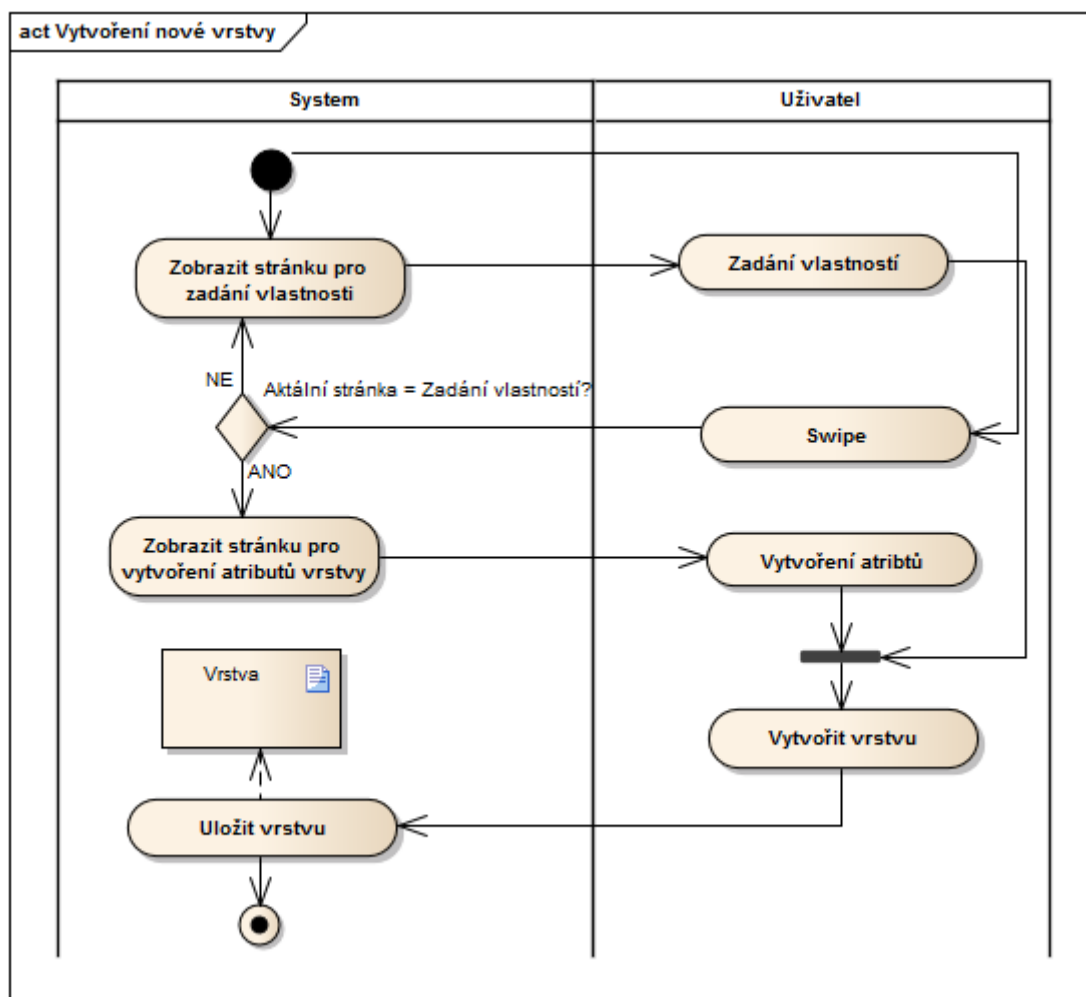 act Vytvoření nové vrstvy
System
Uživatel
Zobrazit stránku pro
zadání vlastnosti
Zadání vlastností
NE
Aktální stránka = Zadání vlastností?
Swipe
ANO
Zobrazit stránku pro
vytvoření atributů vrstvy
Vytvoření atribtů
Vrstva
Vytvořit vrstvu
Uložit vrstvu